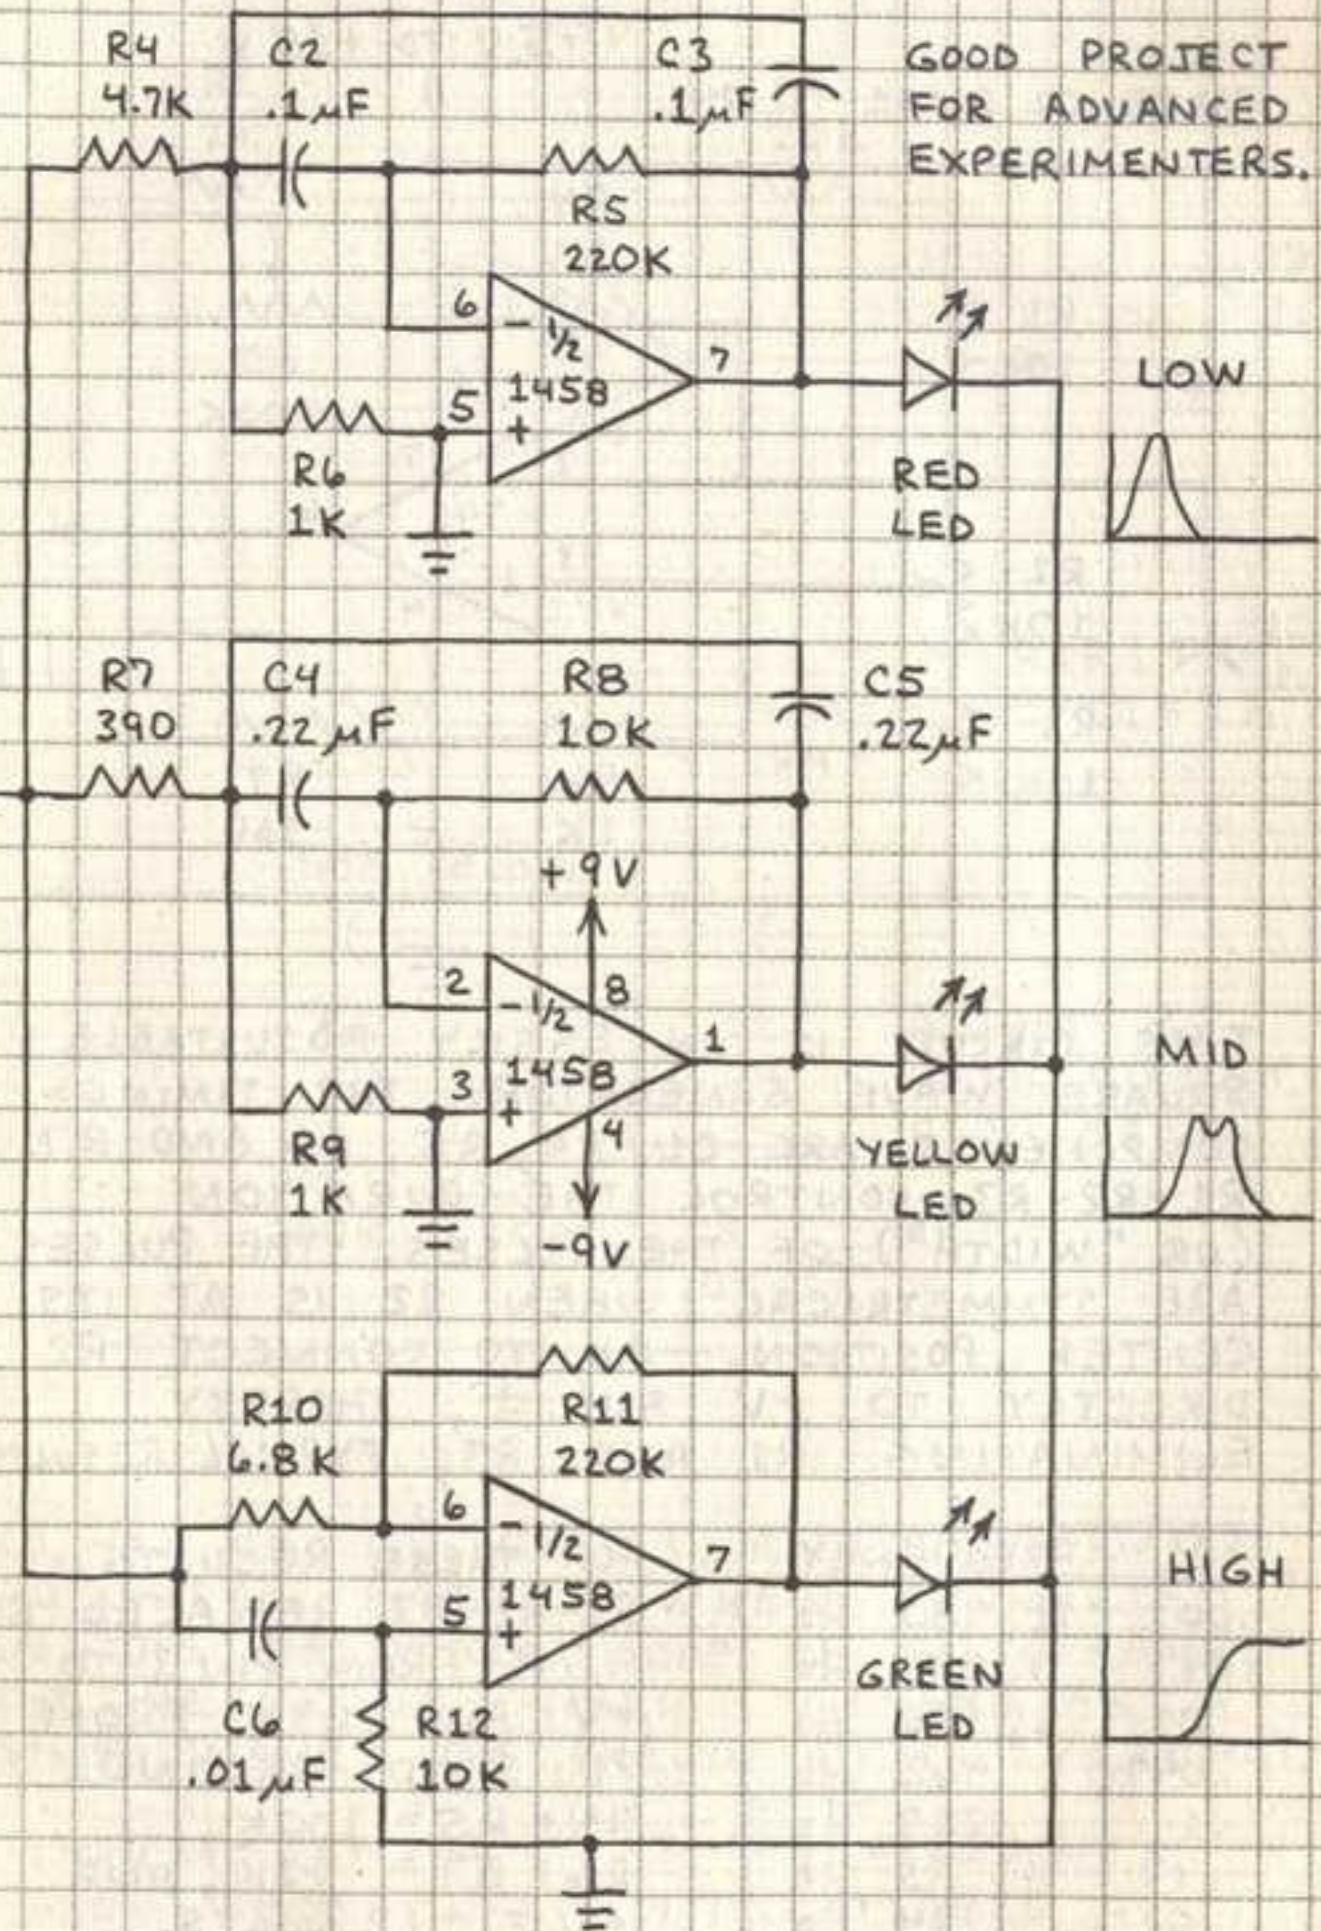 R4
4.7K
C2
.1µF
C3
.1µF
GOOD PROJECT
FOR ADVANCED
EXPERIMENTERS.
R5
220K
6
-
1/2
1458
7
5
+
R6
1K
RED
LED
LOW
R7
390
C4
.22µF
R8
10K
C5
.22µF
+9V
2
-
1/2
8
1458
1
3
+
4
R9
1K
-9V
YELLOW
LED
MID
R10
6.8K
R11
220K
6
-
1/2
1458
7
5
+
HIGH
GREEN
LED
C6
.01µF
R12
10K